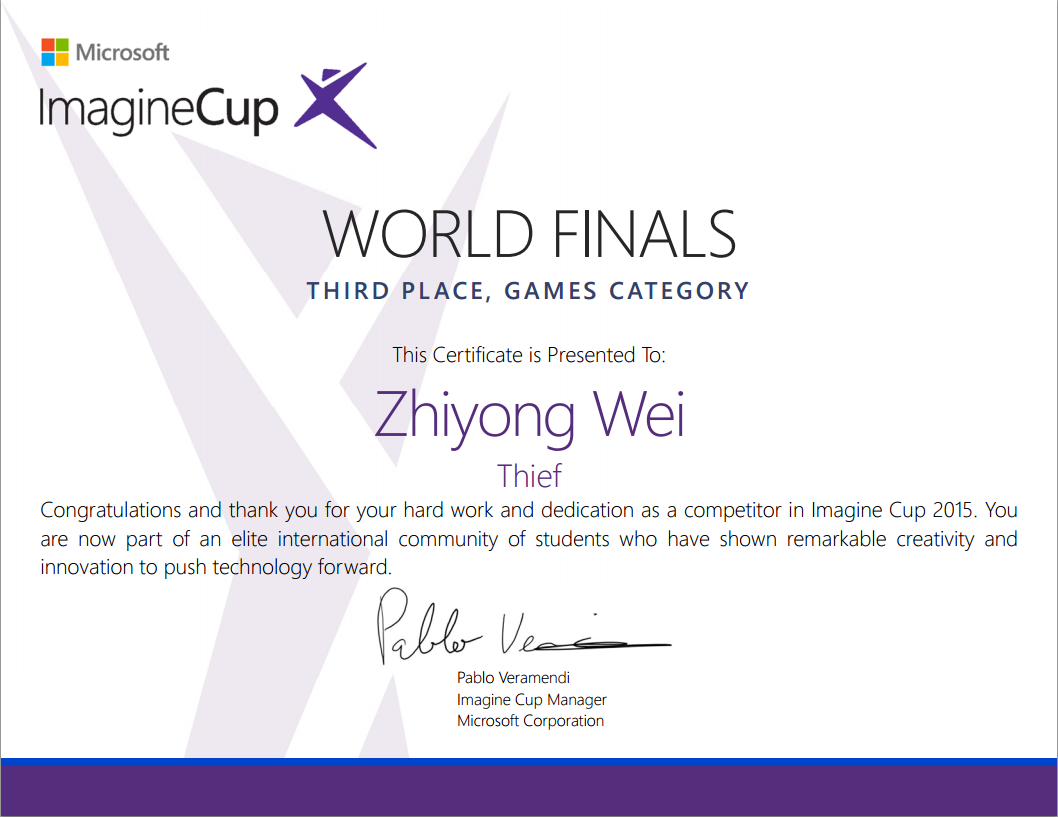 Microsoft
ImagineCup
WORLD FINALS
THIRD PLACE, GAMES CATEGORY
This Certificate is Presented To:
Zhiyong Wei
Thief
Congratulations and thank you for your hard work and dedication as a competitor in Imagine Cup 2015. You
are now part of an elite international community of students who have shown remarkable creativity and
innovation to push technology forward.
Pablo Ve
Pablo Veramendi
Imagine Cup Manager
Microsoft Corporation